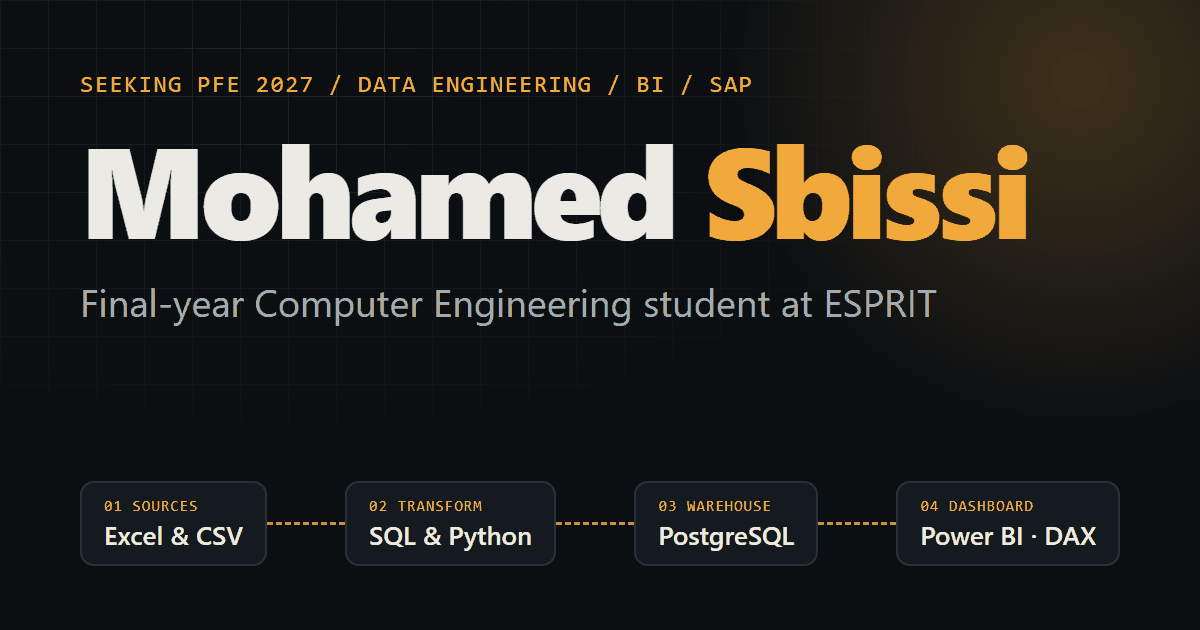 SEEKING PFE 2027 / DATA ENGINEERING / BI / SAP
Mohamed Sbissi
Final-year Computer Engineering student at ESPRIT
01 SOURCES
Excel & CSV
02 TRANSFORM
SQL & Python
03 WAREHOUSE
PostgreSQL
04 DASHBOARD
Power BI · DAX